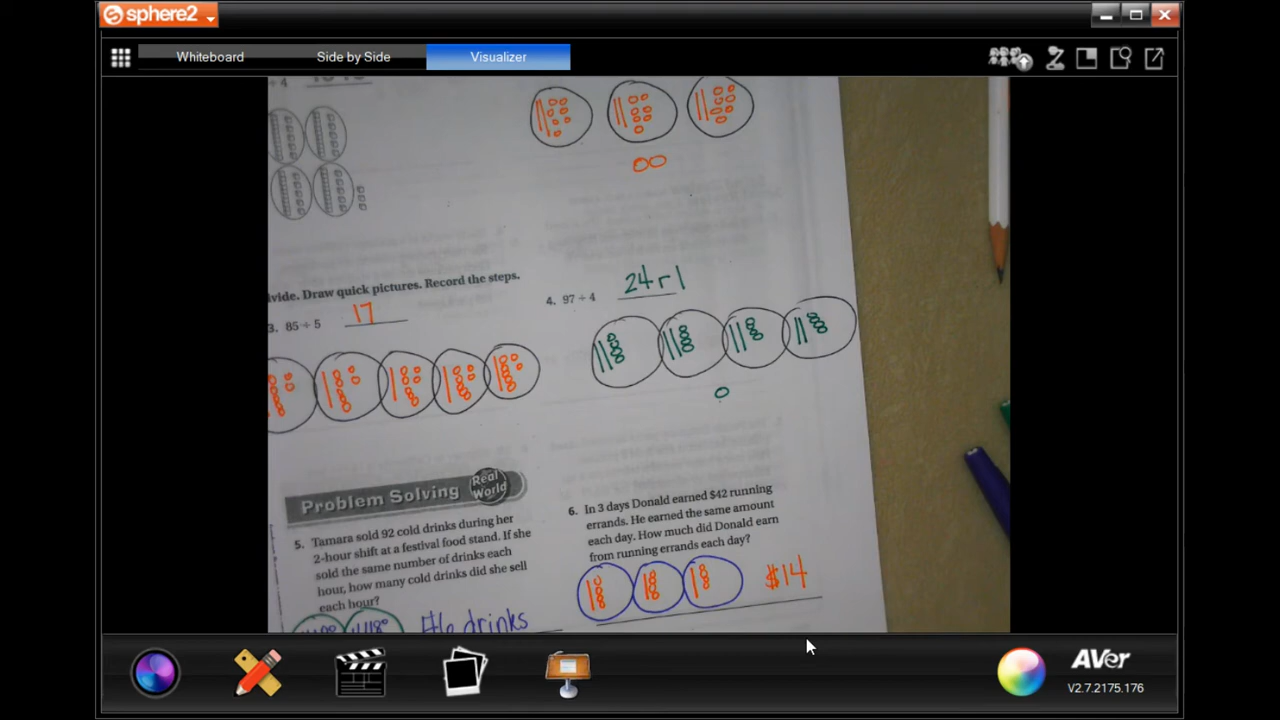 sphere2
Whiteboard
Side by Side
Visualizer
÷ 4
ivide. Draw quick pictures. Record the steps.
3. 85 ÷ 5 17
4. 97 ÷ 4 24 r 1
Problem Solving Real World
5. Tamara sold 92 cold drinks during her
2-hour shift at a festival food stand. If she
sold the same number of drinks each
hour, how many cold drinks did she sell
each hour?
46 drinks
6. In 3 days Donald earned $42 running
errands. He earned the same amount
each day. How much did Donald earn
from running errands each day?
$14
AVer
V2.7.2175.176